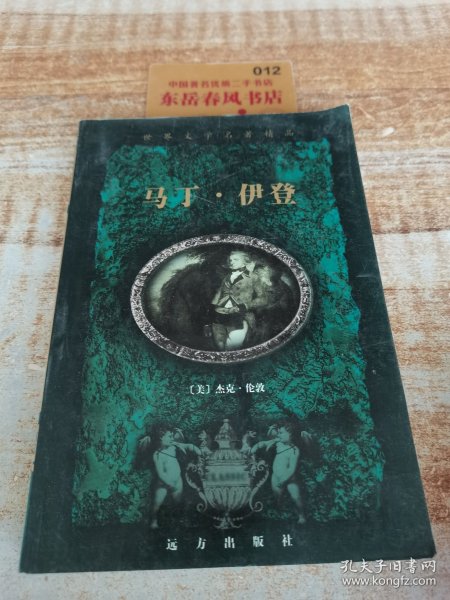 012
中国著名优质二手书店
东岳春风书店
世界文学名著精品
马丁·伊登
〔美〕杰克·伦敦
远方出版社
孔夫子旧书网
www.kongfz.com